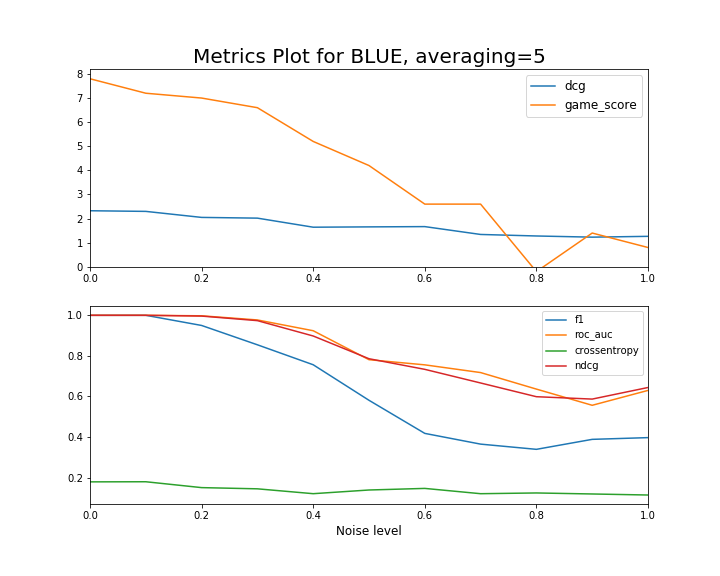 Metrics Plot for BLUE, averaging=5
8
7
6
5
4
3
2
1
0
dcg
game_score
0.0 0.2 0.4 0.6 0.8 1.0
1.0
0.8
0.6
0.4
0.2
f1
roc_auc
crossentropy
ndcg
0.0 0.2 0.4 0.6 0.8 1.0
Noise level